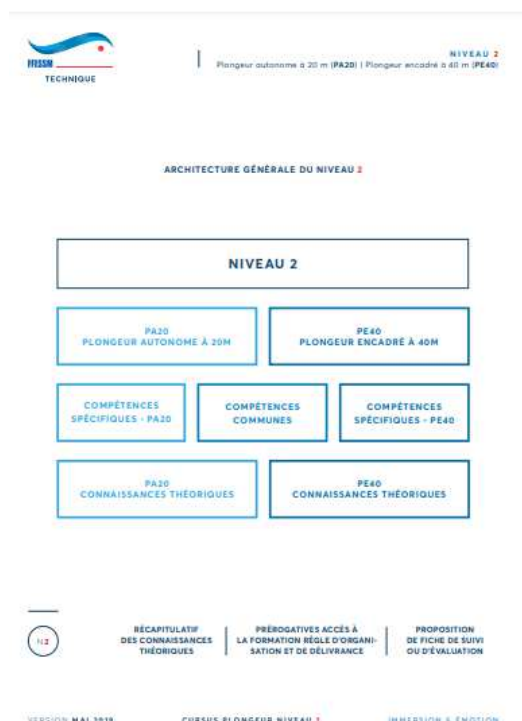 FFESSM
TECHNIQUE
NIVEAU 2
Plongeur autonome à 20 m (PA20) | Plongeur encadré à 40 m (PE40)
ARCHITECTURE GÉNÉRALE DU NIVEAU 2
NIVEAU 2
PA20
PLONGEUR AUTONOME À 20M
PE40
PLONGEUR ENCADRÉ À 40M
COMPÉTENCES
SPÉCIFIQUES - PA20
COMPÉTENCES
COMMUNES
COMPÉTENCES
SPÉCIFIQUES - PE40
PA20
CONNAISSANCES THÉORIQUES
PE40
CONNAISSANCES THÉORIQUES
N2
RÉCAPITULATIF
DES CONNAISSANCES
THÉORIQUES
PRÉROGATIVES ACCÈS À
LA FORMATION RÈGLE D'ORGANI-
SATION ET DE DÉLIVRANCE
PROPOSITION
DE FICHE DE SUIVI
OU D'ÉVALUATION
VERSION MAI 2019
CURSUS PLONGEUR NIVEAU 2
IMMERSION & ÉMOTION